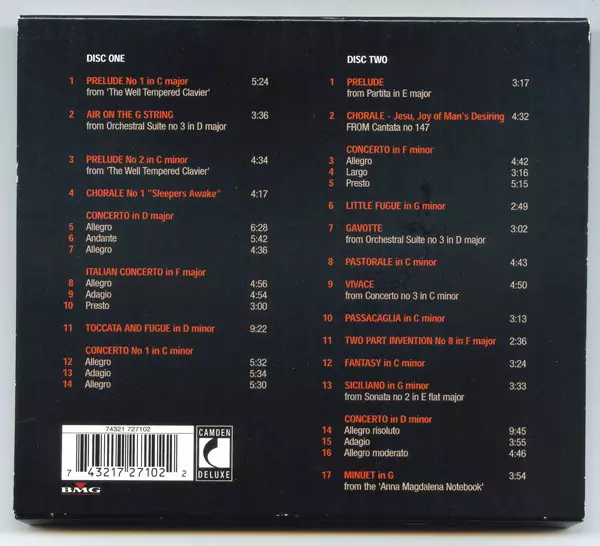 DISC ONE
1 PRELUDE No 1 in C major 5:24
from 'The Well Tempered Clavier'
2 AIR ON THE G STRING 3:36
from Orchestral Suite no 3 in D major
3 PRELUDE No 2 in C minor 4:34
from 'The Well Tempered Clavier'
4 CHORALE No 1 "Sleepers Awake" 4:17
CONCERTO in D major
5 Allegro 6:28
6 Andante 5:42
7 Allegro 4:36
ITALIAN CONCERTO in F major
8 Allegro 4:56
9 Adagio 4:54
10 Presto 3:00
11 TOCCATA AND FUGUE in D minor 9:22
CONCERTO No 1 in C minor
12 Allegro 5:32
13 Adagio 5:34
14 Allegro 5:30
DISC TWO
1 PRELUDE 3:17
from Partita in E major
2 CHORALE - Jesu, Joy of Man's Desiring 4:32
FROM Cantata no 147
CONCERTO in F minor
3 Allegro 4:42
4 Largo 3:16
5 Presto 5:15
6 LITTLE FUGUE in G minor 2:49
7 GAVOTTE 3:02
from Orchestral Suite no 3 in D major
8 PASTORALE in C minor 4:43
9 VIVACE 4:50
from Concerto no 3 in C minor
10 PASSACAGLIA in C minor 3:13
11 TWO PART INVENTION No 8 in F major 2:36
12 FANTASY in C minor 3:24
13 SICILIANO in G minor 3:33
from Sonata no 2 in E flat major
CONCERTO in D minor
14 Allegro risoluto 9:45
15 Adagio 3:55
16 Allegro moderato 4:46
17 MINUET in G 3:54
from the 'Anna Magdalena Notebook'
74321 727102
7 43217 27102 2
CAMDEN
DELUXE
BMG